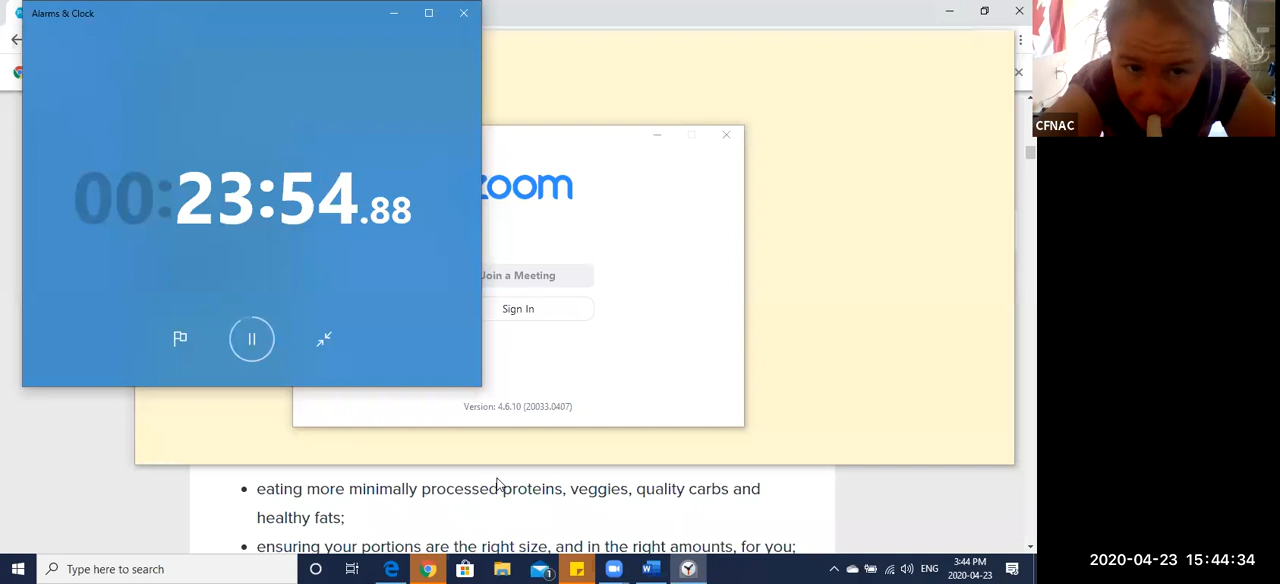 Alarms & Clock
00:23:54.88
zoom
Join a Meeting
Sign In
Version: 4.6.10 (20033.0407)
eating more minimally processed proteins, veggies, quality carbs and
healthy fats;
ensuring your portions are the right size, and in the right amounts, for you;
Type here to search
1
ENG
3:44 PM
2020-04-23
CFNAC
2020-04-23 15:44:34